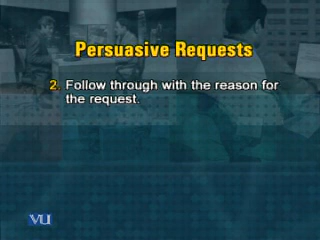 Persuasive Requests
2. Follow through with the reason for
the request.
VU